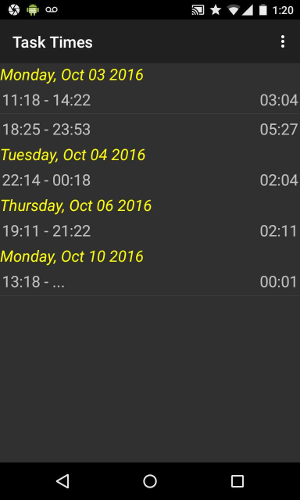 1:20
Task Times
Monday, Oct 03 2016
11:18 - 14:22 03:04
18:25 - 23:53 05:27
Tuesday, Oct 04 2016
22:14 - 00:18 02:04
Thursday, Oct 06 2016
19:11 - 21:22 02:11
Monday, Oct 10 2016
13:18 - ... 00:01